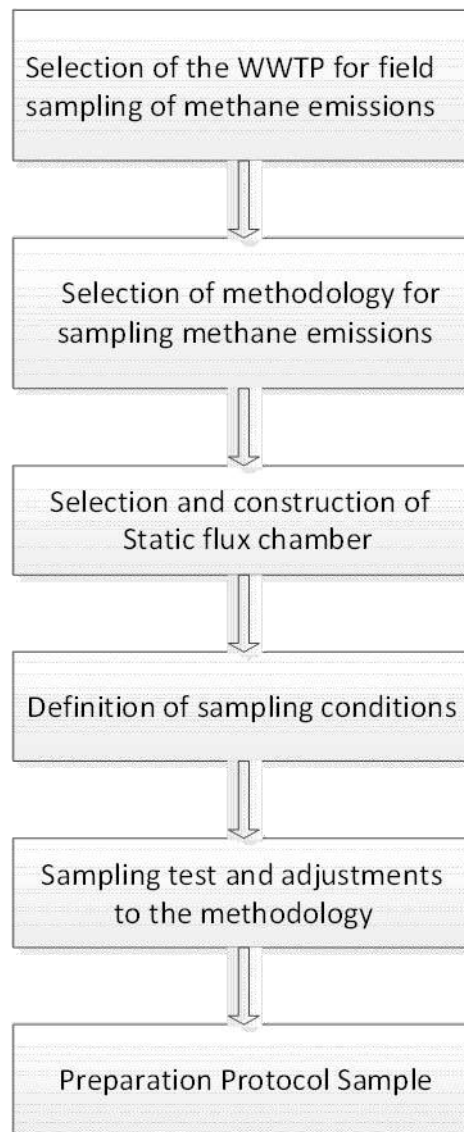 Selection of the WWTP for field
sampling of methane emissions
Selection of methodology for
sampling methane emissions
Selection and construction of
Static flux chamber
Definition of sampling conditions
Sampling test and adjustments
to the methodology
Preparation Protocol Sample